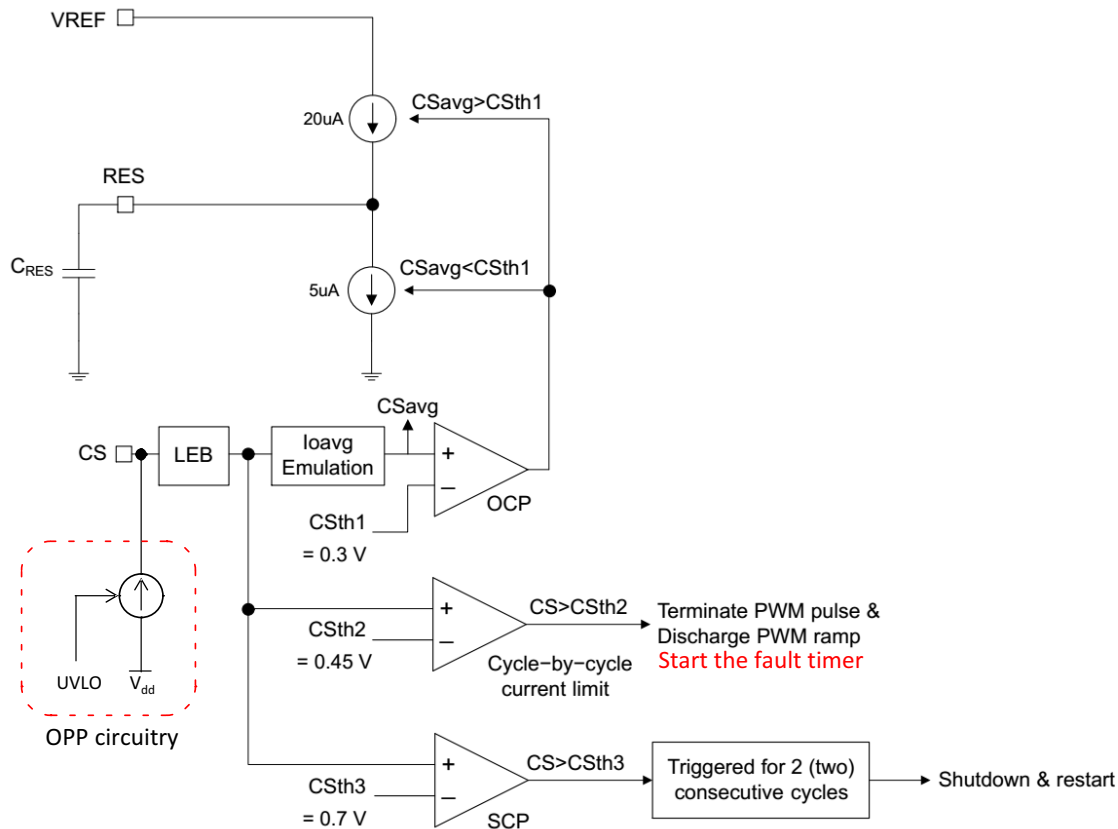 VREF
20uA
CSavg>CSth1
RES
CRES
5uA
CSavg<CSth1
CSavg
CS
LEB
Ioavg
Emulation
+
−
OCP
CSth1
= 0.3 V
+
−
CS>CSth2
CSth2
= 0.45 V
Cycle−by−cycle
current limit
Terminate PWM pulse &
Discharge PWM ramp
Start the fault timer
UVLO
Vdd
OPP circuitry
+
−
CS>CSth3
CSth3
= 0.7 V
SCP
Triggered for 2 (two)
consecutive cycles
Shutdown & restart